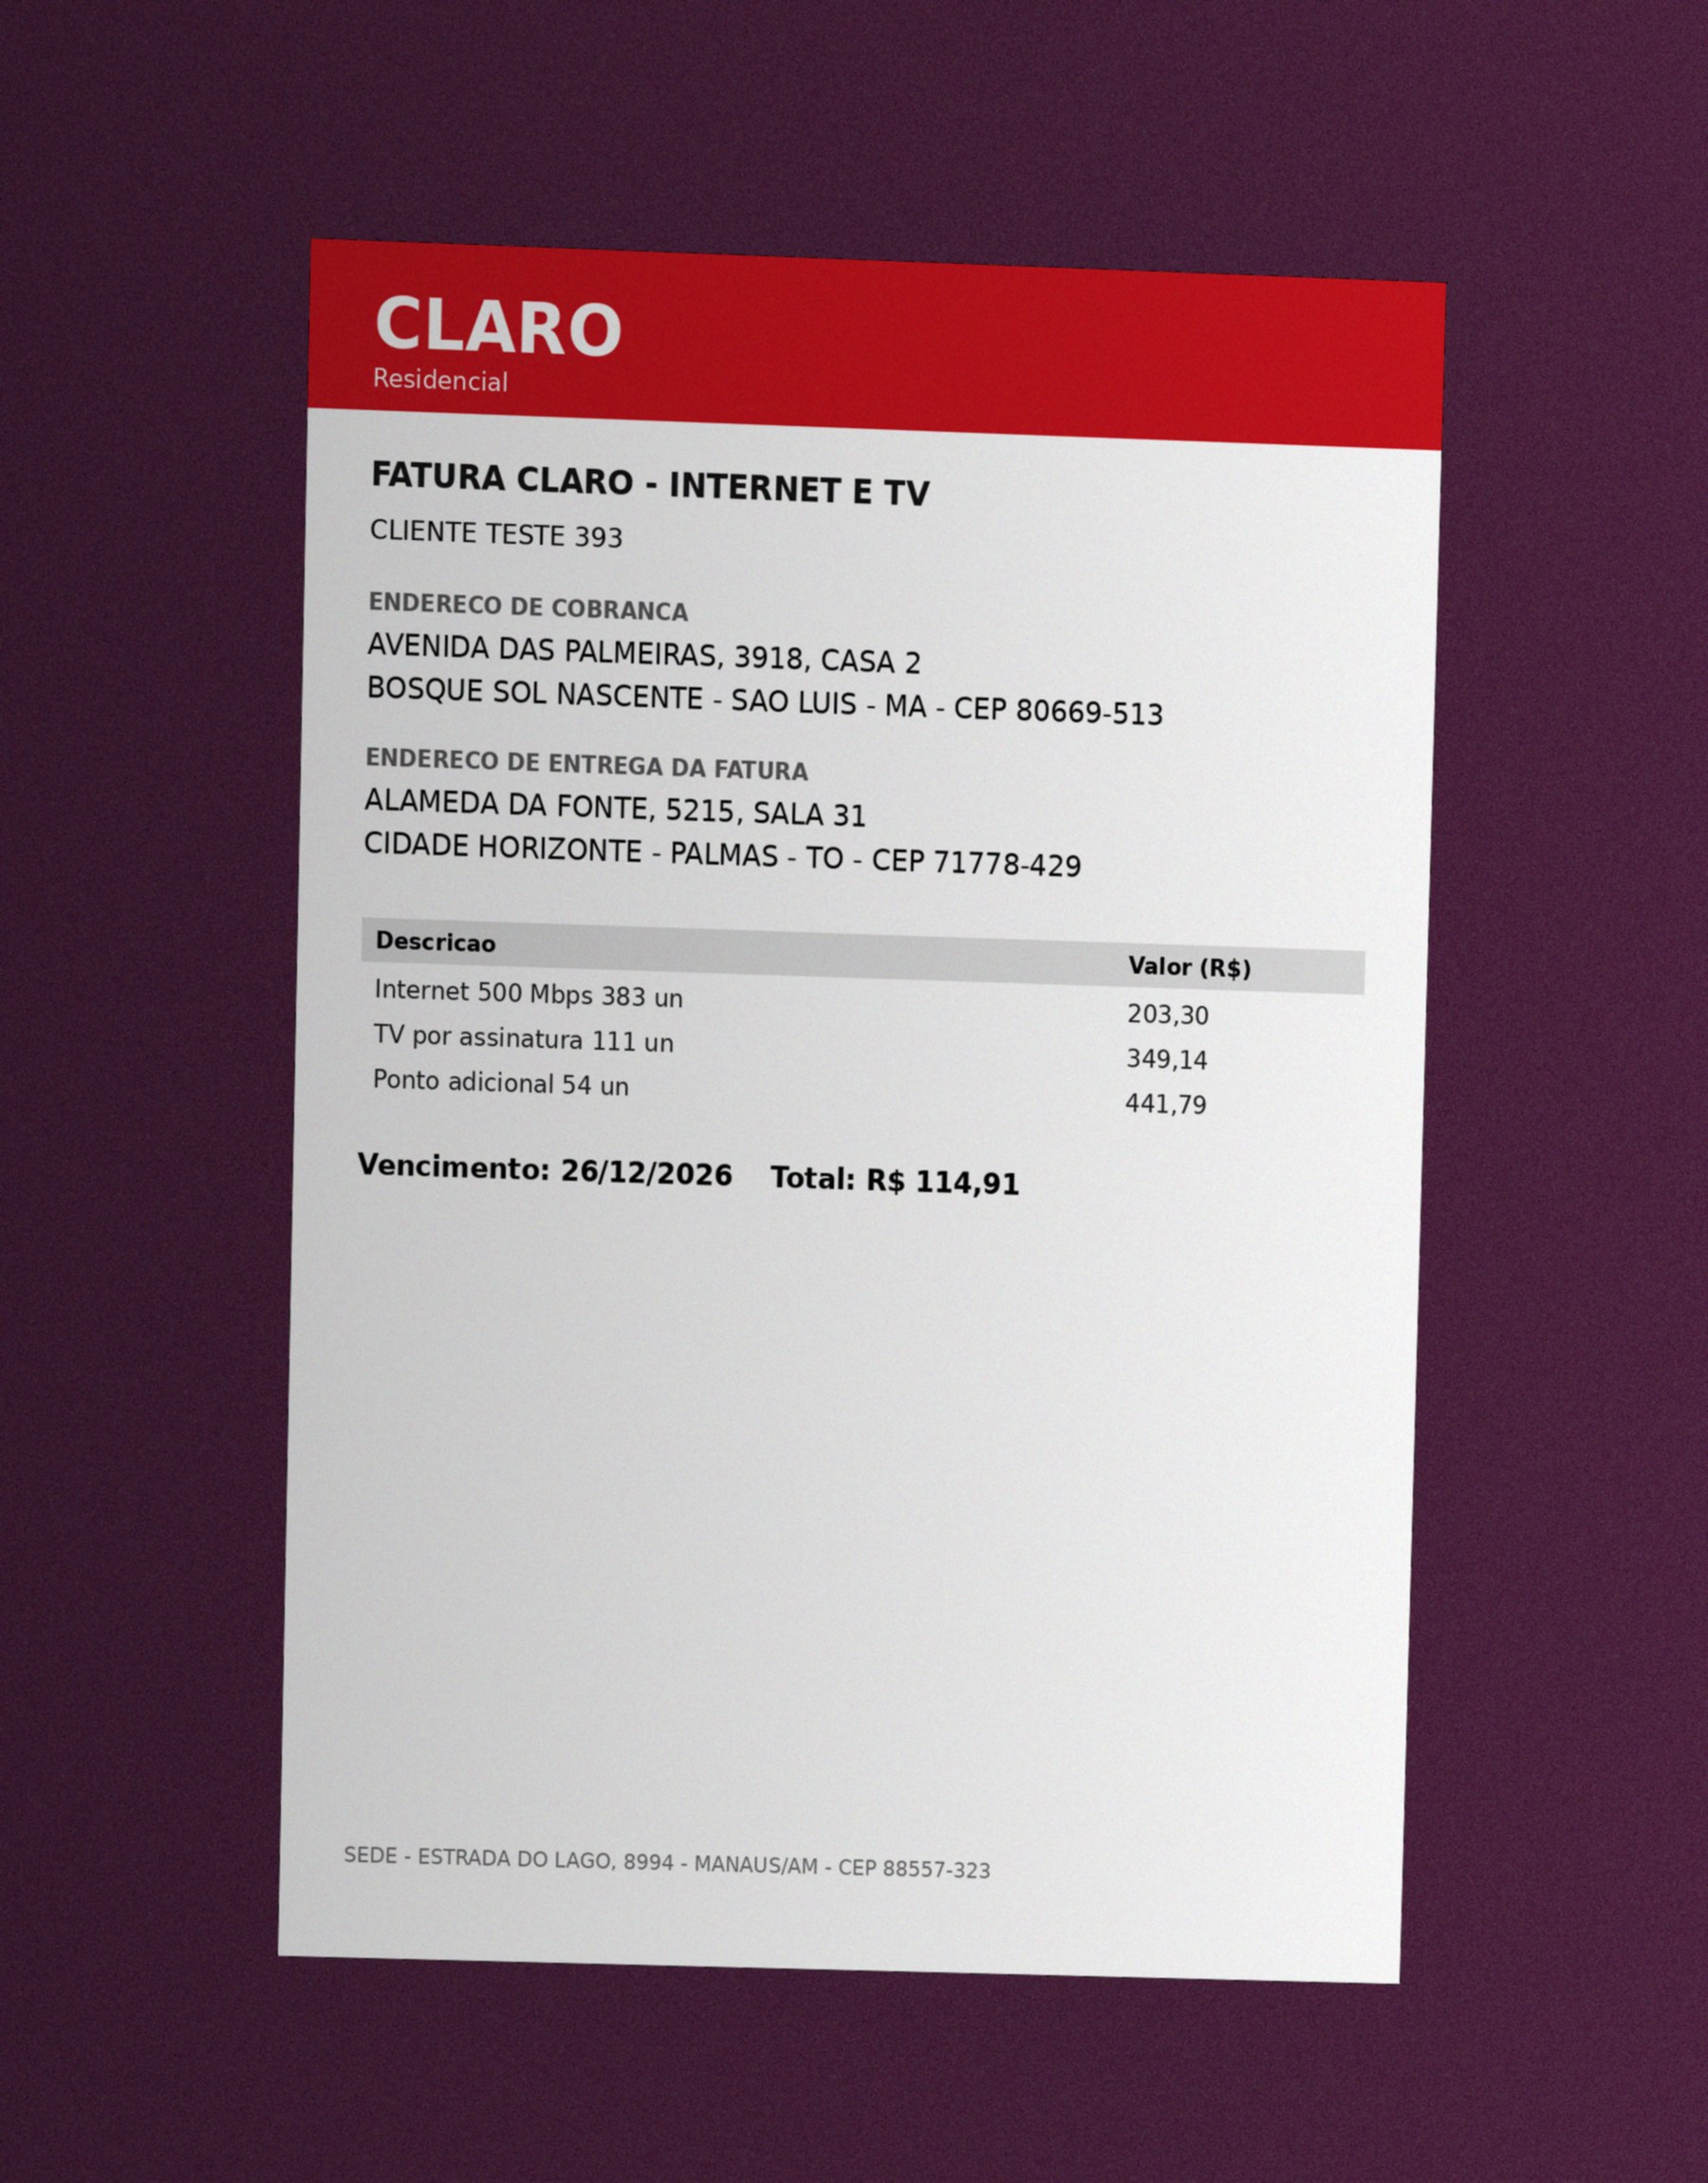 CLARO
Residencial
FATURA CLARO - INTERNET E TV
CLIENTE TESTE 393
ENDERECO DE COBRANCA
AVENIDA DAS PALMEIRAS, 3918, CASA 2
BOSQUE SOL NASCENTE - SAO LUIS - MA - CEP 80669-513
ENDERECO DE ENTREGA DA FATURA
ALAMEDA DA FONTE, 5215, SALA 31
CIDADE HORIZONTE - PALMAS - TO - CEP 71778-429
Descricao Valor (R$)
Internet 500 Mbps 383 un 203,30
TV por assinatura 111 un 349,14
Ponto adicional 54 un 441,79
Vencimento: 26/12/2026 Total: R$ 114,91
SEDE - ESTRADA DO LAGO, 8994 - MANAUS/AM - CEP 88557-323